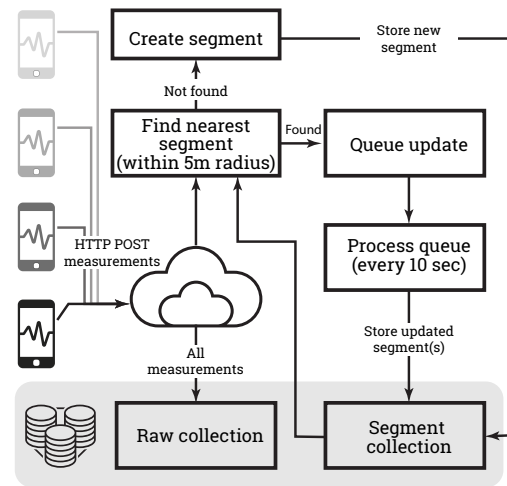 Create segment
Store new
segment
Not found
Find nearest
segment
(within 5m radius)
Found
Queue update
HTTP POST
measurements
Process queue
(every 10 sec)
Store updated
segment(s)
All
measurements
Raw collection
Segment
collection